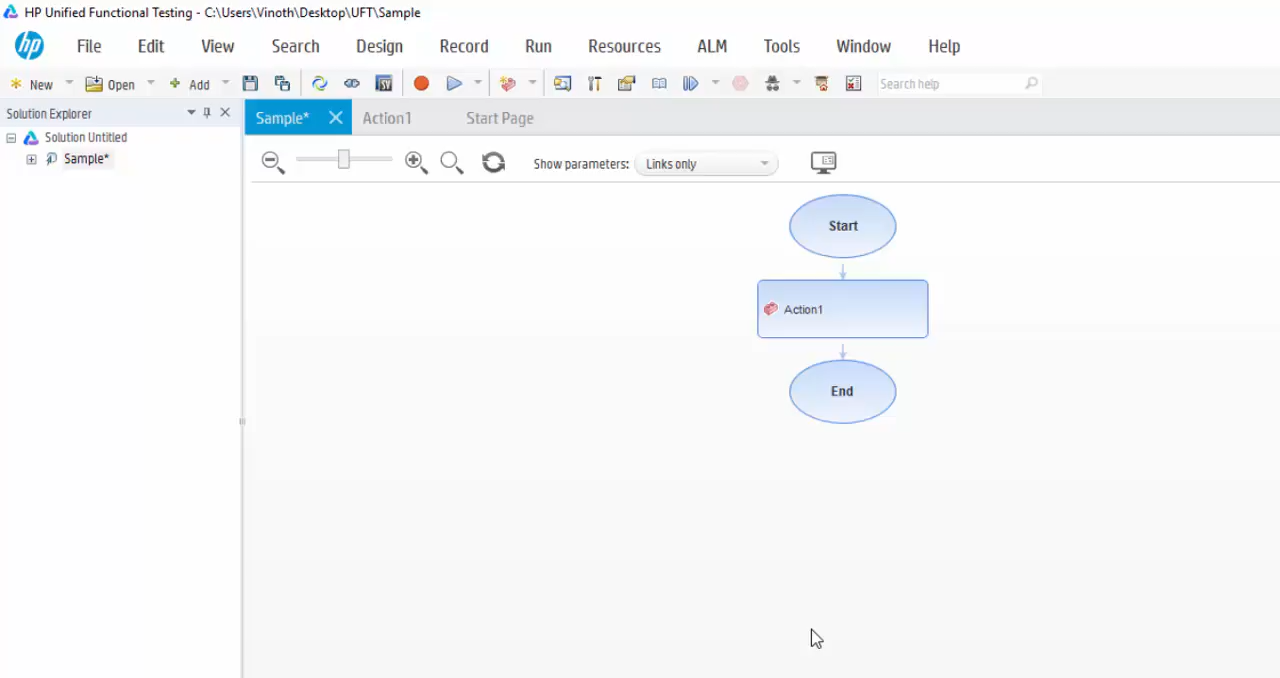 HP Unified Functional Testing - C:\Users\Vinoth\Desktop\UFT\Sample
hp File Edit View Search Design Record Run Resources ALM Tools Window Help
New Open Add SV Search help
Solution Explorer
Sample* Action1 Start Page
Solution Untitled
Sample*
Show parameters: Links only
Start
Action1
End